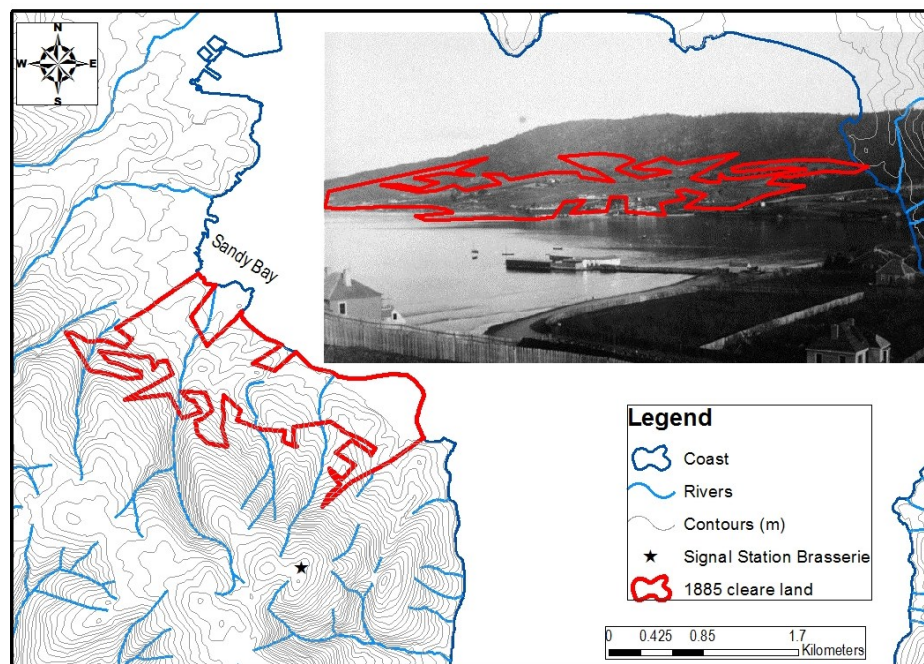 N
W E
S
Sandy Bay
Legend
Coast
Rivers
Contours (m)
Signal Station Brasserie
1885 cleare land
0 0.425 0.85 1.7
Kilometers